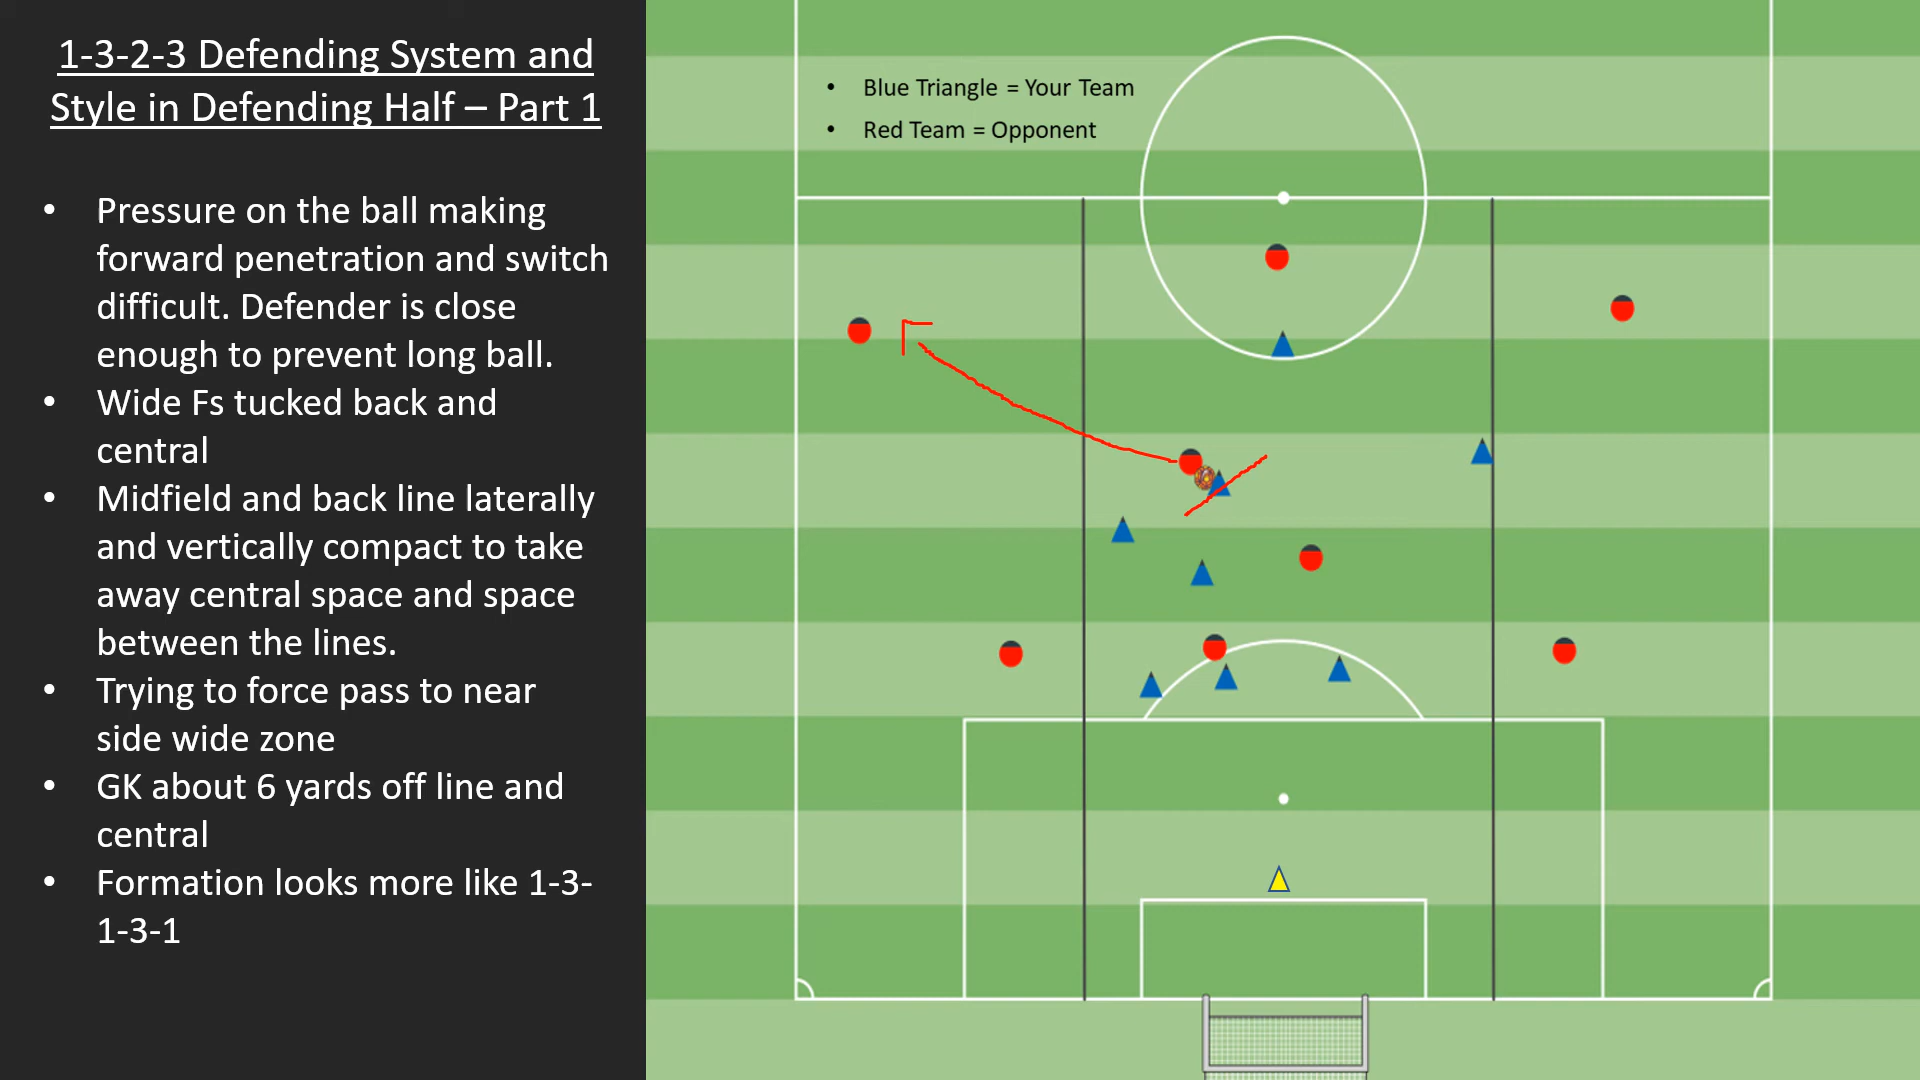 1-3-2-3 Defending System and
Style in Defending Half – Part 1
• Pressure on the ball making
forward penetration and switch
difficult. Defender is close
enough to prevent long ball.
• Wide Fs tucked back and
central
• Midfield and back line laterally
and vertically compact to take
away central space and space
between the lines.
• Trying to force pass to near
side wide zone
• GK about 6 yards off line and
central
• Formation looks more like 1-3-
1-3-1
• Blue Triangle = Your Team
• Red Team = Opponent